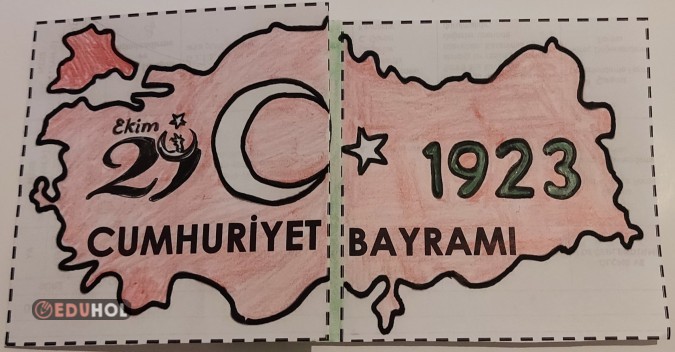 Ekim
29
1923
CUMHURİYET BAYRAMI
EDUHOL